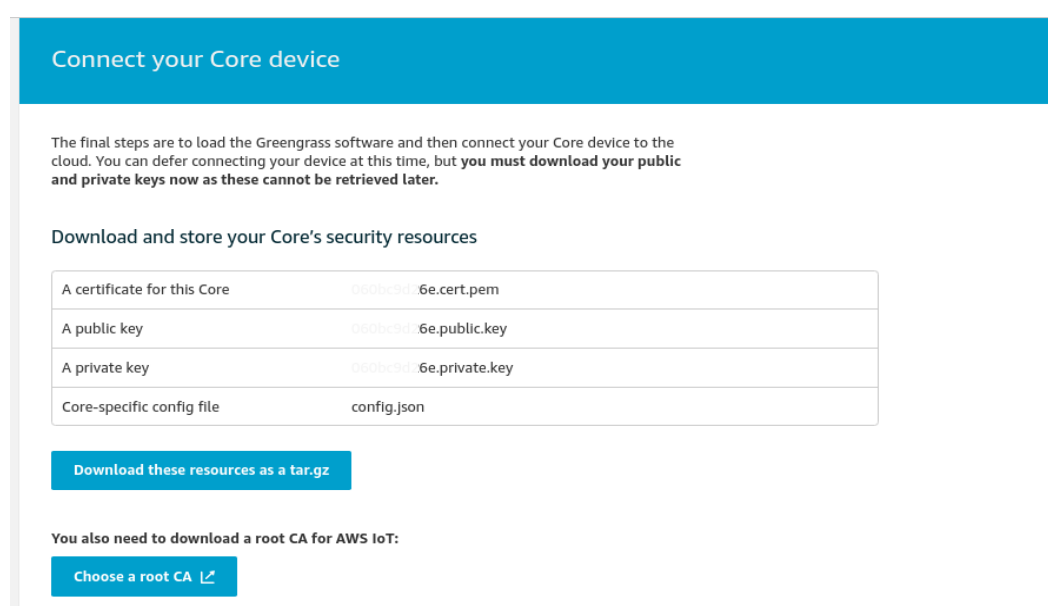 Connect your Core device
The final steps are to load the Greengrass software and then connect your Core device to the
cloud. You can defer connecting your device at this time, but you must download your public
and private keys now as these cannot be retrieved later.
Download and store your Core's security resources
A certificate for this Core 6e.cert.pem
A public key 6e.public.key
A private key 6e.private.key
Core-specific config file config.json
Download these resources as a tar.gz
You also need to download a root CA for AWS IoT:
Choose a root CA